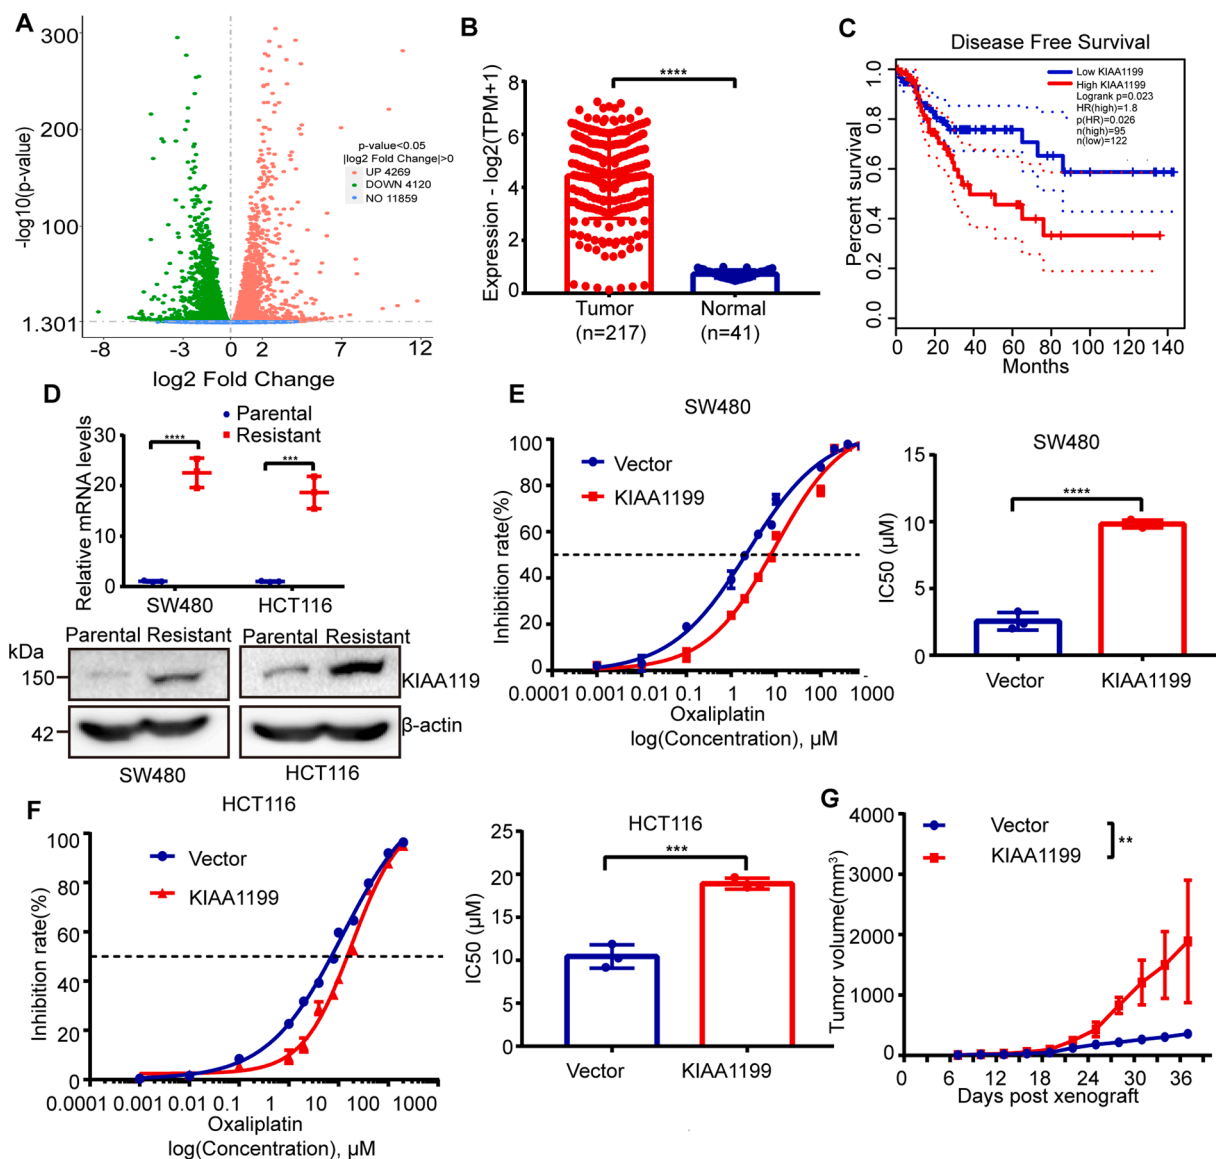 A
300
200
100
1.301
-log10(p-value)
p-value<0.05
|log2 Fold Change|>0
UP 4269
DOWN 4120
NO 11859
-8
-3
0
2
7
12
log2 Fold Change
B
****
8
6
4
2
0
Expression - log2(TPM+1)
Tumor
(n=217)
Normal
(n=41)
C
Disease Free Survival
Low KIAA1199
High KIAA1199
Logrank p=0.023
HR(high)=1.8
p(HR)=0.026
n(high)=95
n(low)=122
1.0
0.8
0.6
0.4
0.2
0.0
Percent survival
0 20 40 60 80 100 120 140
Months
D
Parental
Resistant
30
20
10
0
Relative mRNA levels
****
***
SW480
HCT116
Parental Resistant
Parental Resistant
kDa
150
KIAA119
42
β-actin
SW480
HCT116
E
SW480
100
80
60
40
20
0
Inhibition rate(%)
Vector
KIAA1199
0.0001 0.001 0.01 0.1 1 10 100 1000
Oxaliplatin
log(Concentration), μM
SW480
****
15
10
5
0
IC50 (μM)
Vector
KIAA1199
F
HCT116
100
80
60
40
20
0
Inhibition rate(%)
Vector
KIAA1199
0.0001 0.001 0.01 0.1 1 10 100 1000
Oxaliplatin
log(Concentration), μM
HCT116
***
25
20
15
10
5
0
IC50 (μM)
Vector
KIAA1199
G
4000
3000
2000
1000
0
Tumor volume(mm³)
Vector
KIAA1199
**
0 6 12 18 24 30 36
Days post xenograft